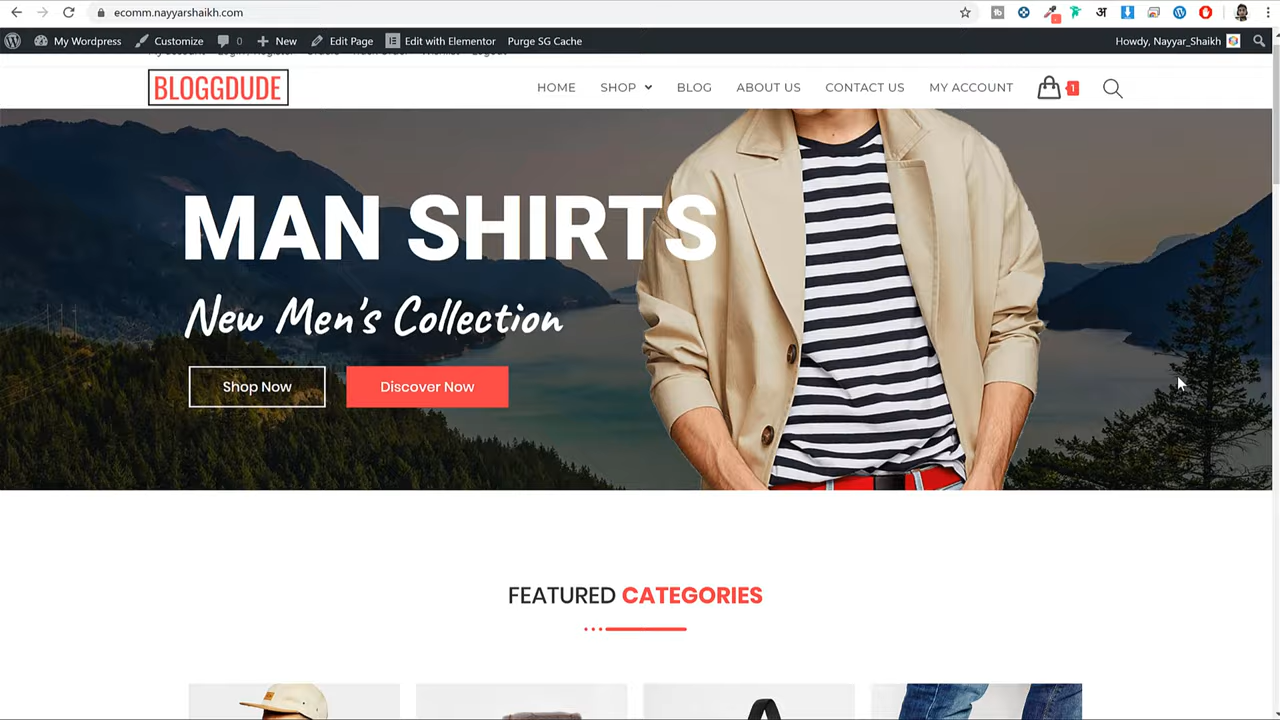 ecomm.nayyarshaikh.com
My Wordpress Customize 0 New Edit Page Edit with Elementor Purge SG Cache Howdy, Nayyar_Shaikh
BLOGGDUDE HOME SHOP BLOG ABOUT US CONTACT US MY ACCOUNT 1
MAN SHIRTS
New Men's Collection
Shop Now Discover Now
FEATURED CATEGORIES